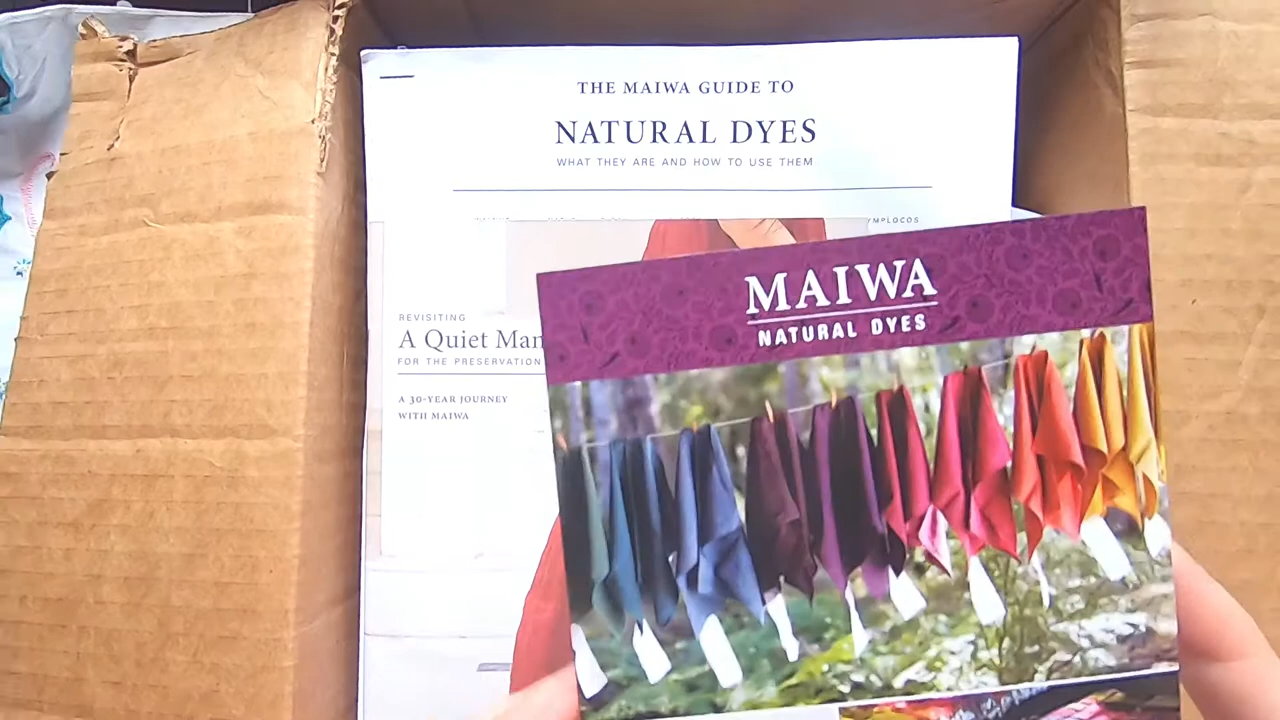 THE MAIWA GUIDE TO
NATURAL DYES
WHAT THEY ARE AND HOW TO USE THEM
YMPLOCOS
MAIWA
NATURAL DYES
REVISITING
A Quiet Man
FOR THE PRESERVATION
A 30-YEAR JOURNEY
WITH MAIWA